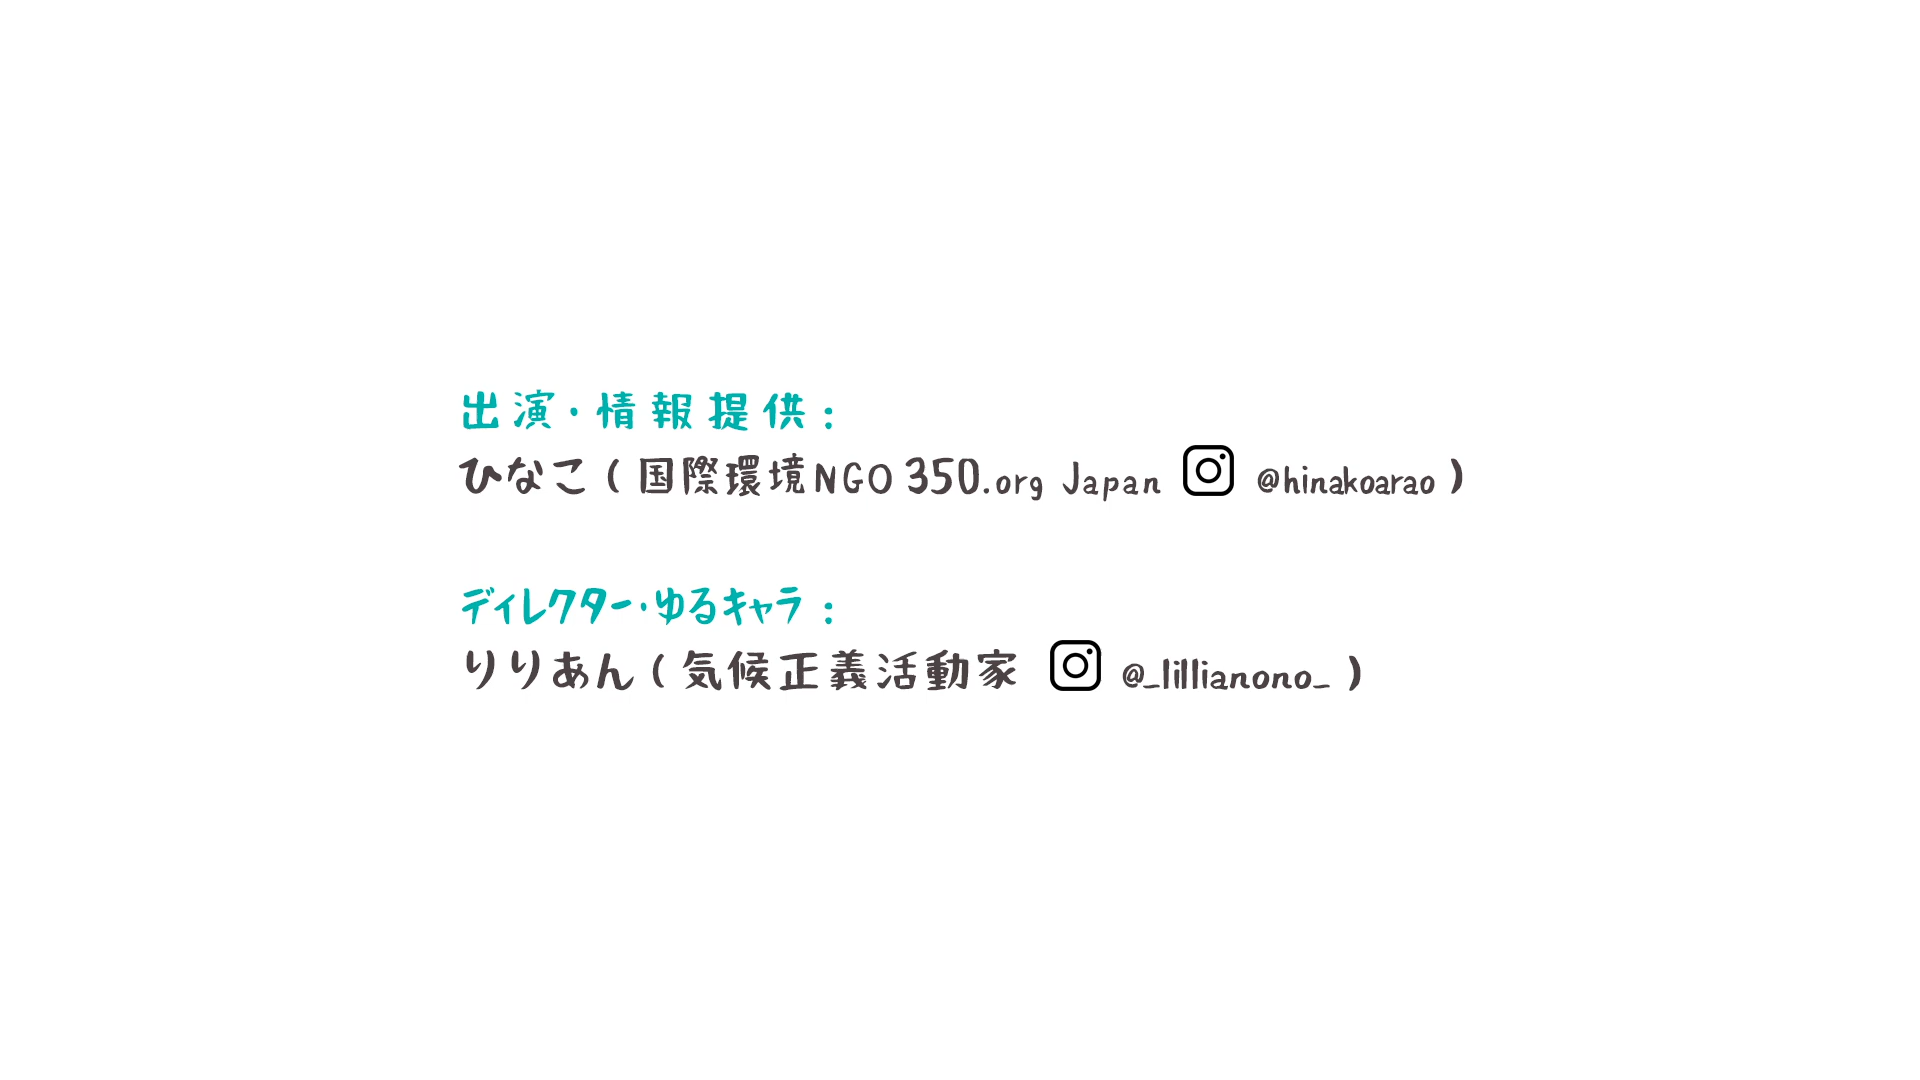 出演・情報提供：
ひなこ（国際環境NGO 350.org Japan @hinakoarao）
ディレクター・ゆるキャラ：
りりあん（気候正義活動家 @_lillianono_）